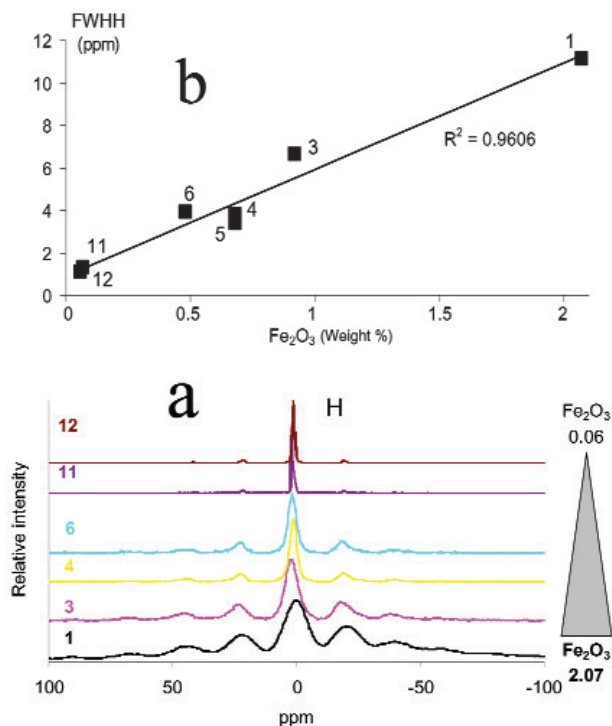 FWHH
(ppm)
12
10
8
6
4
2
0
b
1
3
R² = 0.9606
6
4
5
11
12
0
0.5
1
1.5
2
Fe₂O₃ (Weight %)
a
H
Relative intensity
12
11
6
4
3
1
100
50
0
-50
-100
ppm
Fe₂O₃
0.06
Fe₂O₃
2.07